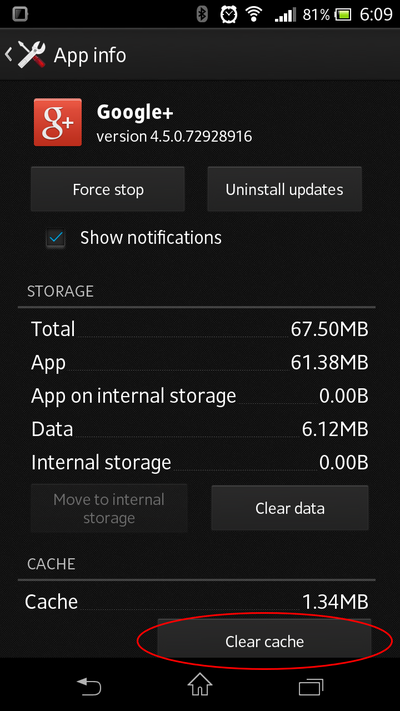 81% 6:09
App info
g+
Google+
version 4.5.0.72928916
Force stop Uninstall updates
Show notifications
STORAGE
Total 67.50MB
App 61.38MB
App on internal storage 0.00B
Data 6.12MB
Internal storage 0.00B
Move to internal
storage
Clear data
CACHE
Cache 1.34MB
Clear cache